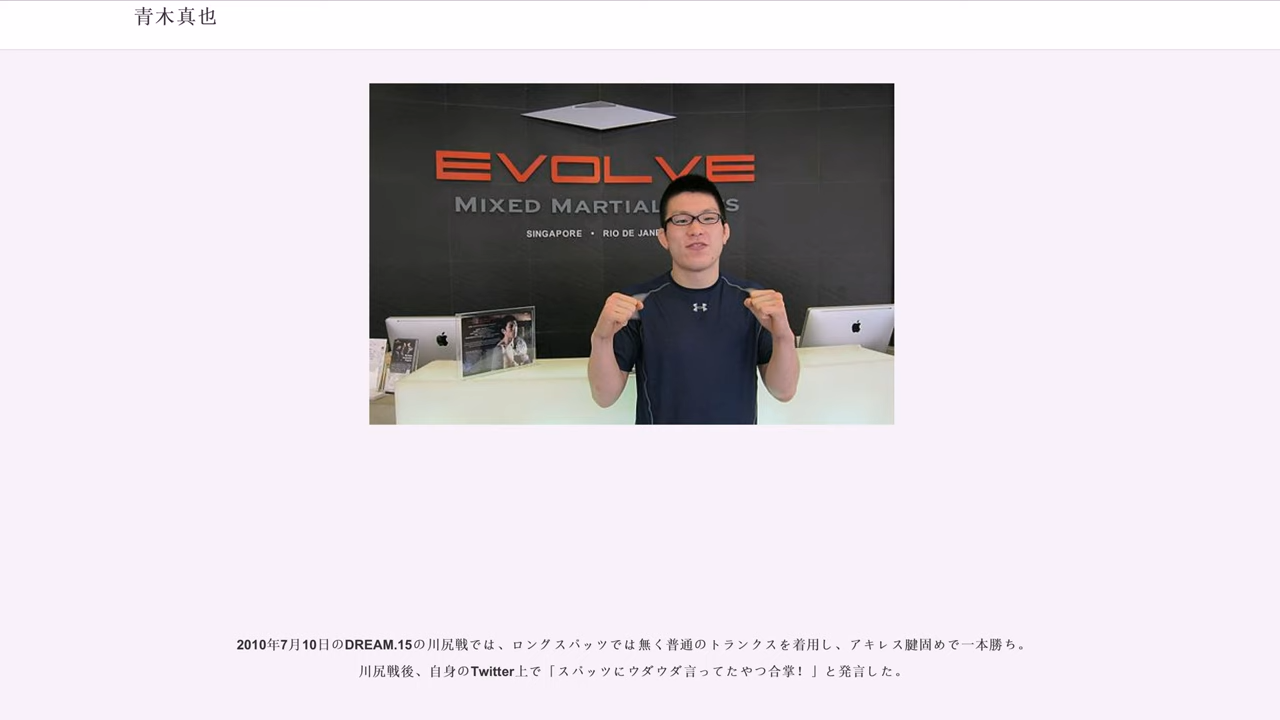 青木真也
EVOLVE
MIXED MARTIAL S
SINGAPORE • RIO DE JANE
2010年7月10日のDREAM.15の川尻戦では、ロングスパッツでは無く普通のトランクスを着用し、アキレス腱固めで一本勝ち。
川尻戦後、自身のTwitter上で「スパッツにウダウダ言ってたやつ合掌！」と発言した。